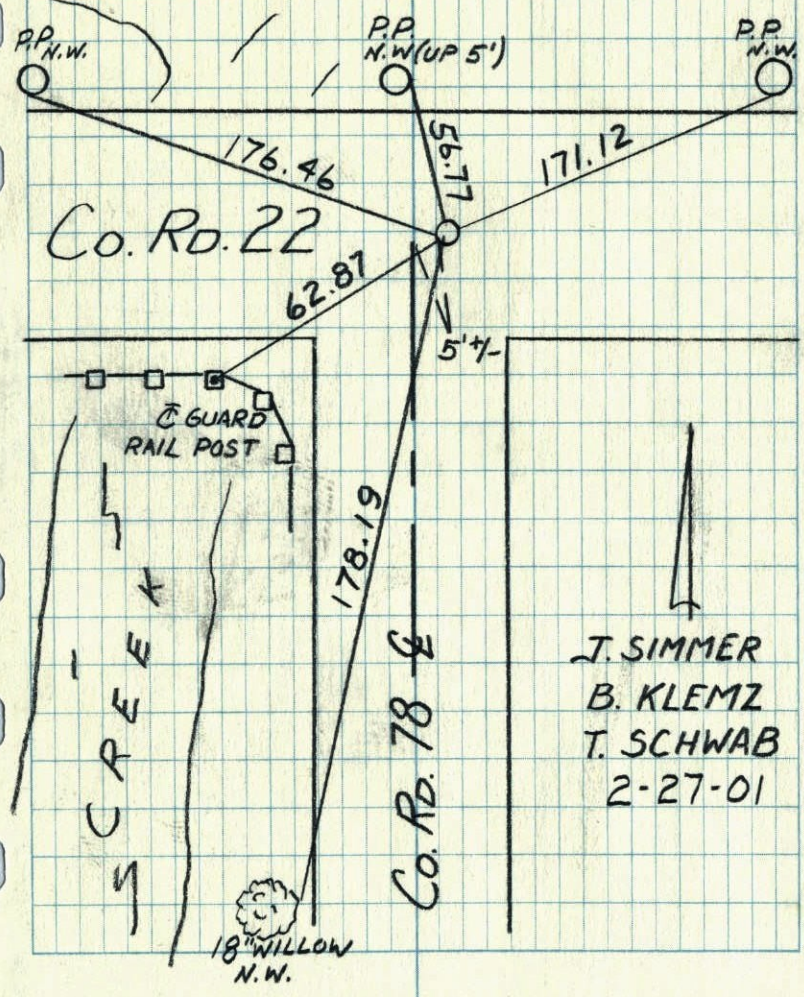 P.P. N.W.
P.P.
N.W (UP 5')
P.P.
N.W.
176.46
56.77
171.12
Co. RD. 22
62.87
5'+/-
GUARD
RAIL POST
178.19
CREEK
Co. RD. 78 ℄
J. SIMMER
B. KLEMZ
T. SCHWAB
2-27-01
18" WILLOW
N.W.